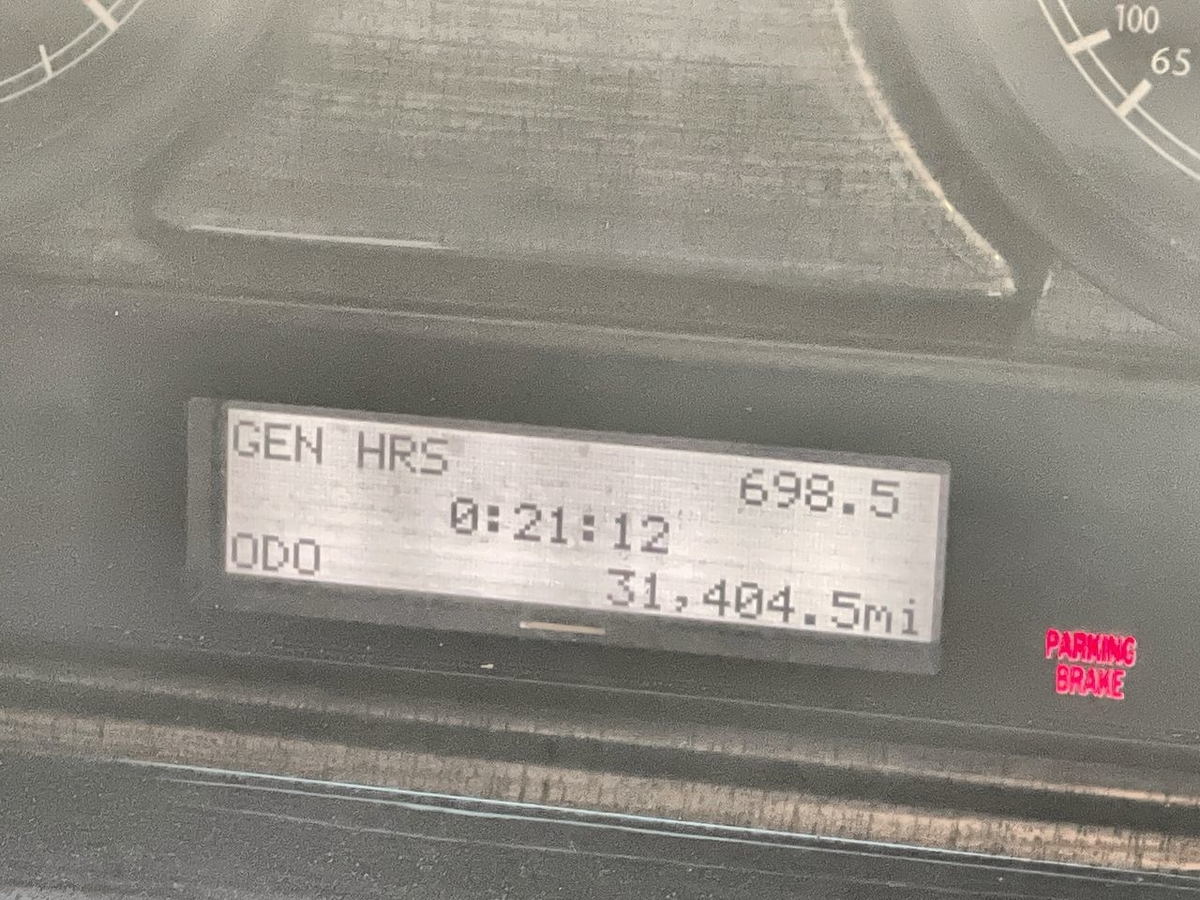 100
65
GEN HRS 698.5
0:21:12
ODO 31,404.5mi
PARKING
BRAKE